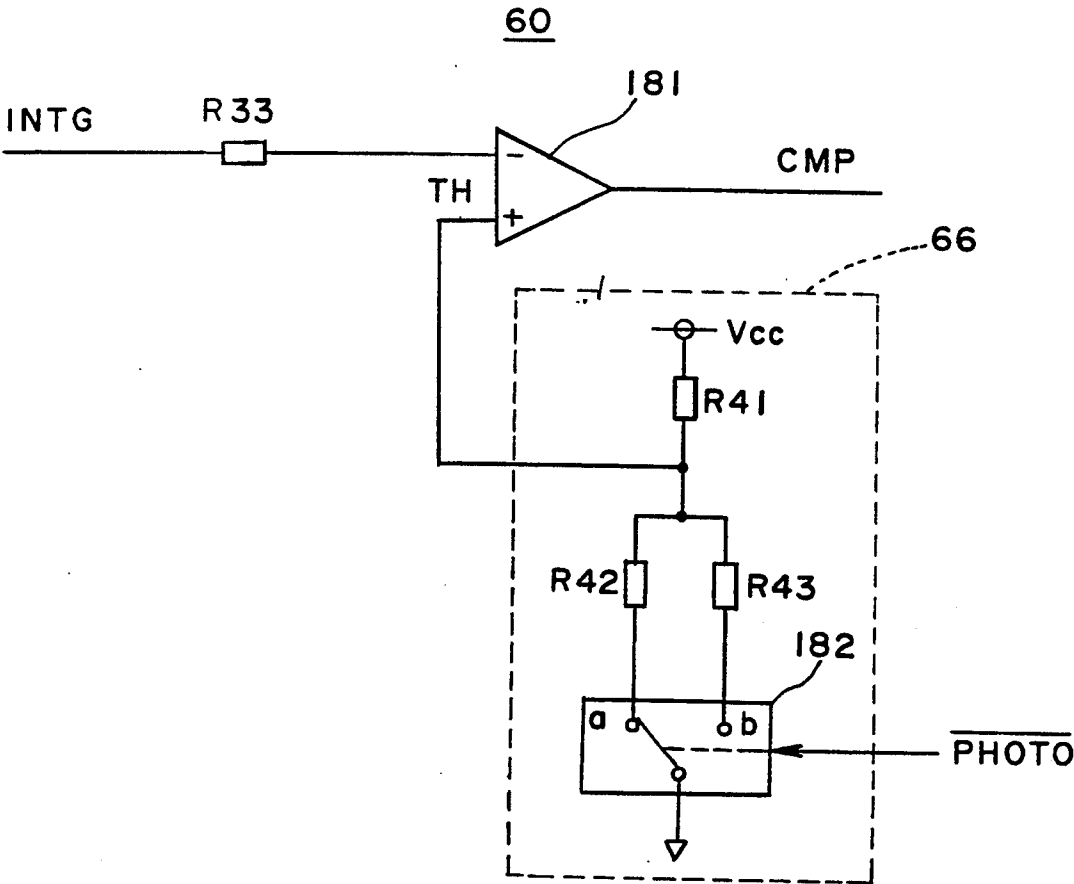 60
181
INTG
R33
CMP
−
TH
+
66
Vcc
R41
R42
R43
182
a
b
PHOTO